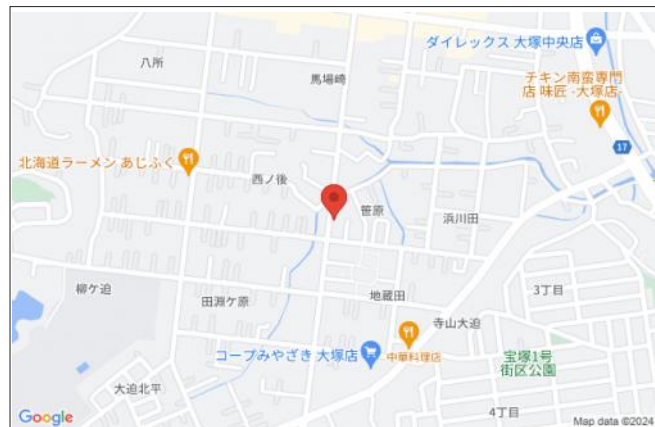 ダイレックス 大塚中央店
八所
馬場崎
チキン南蛮専門
店 味匠 -大塚店-
17
北海道ラーメン あじふく
西ノ後
笹原
浜川田
柳ケ迫
田淵ケ原
地蔵田
3丁目
寺山大迫
コープみやざき 大塚店
中華料理店
宝塚1号
街区公園
大迫北平
4丁目
Google
Map data ©2024